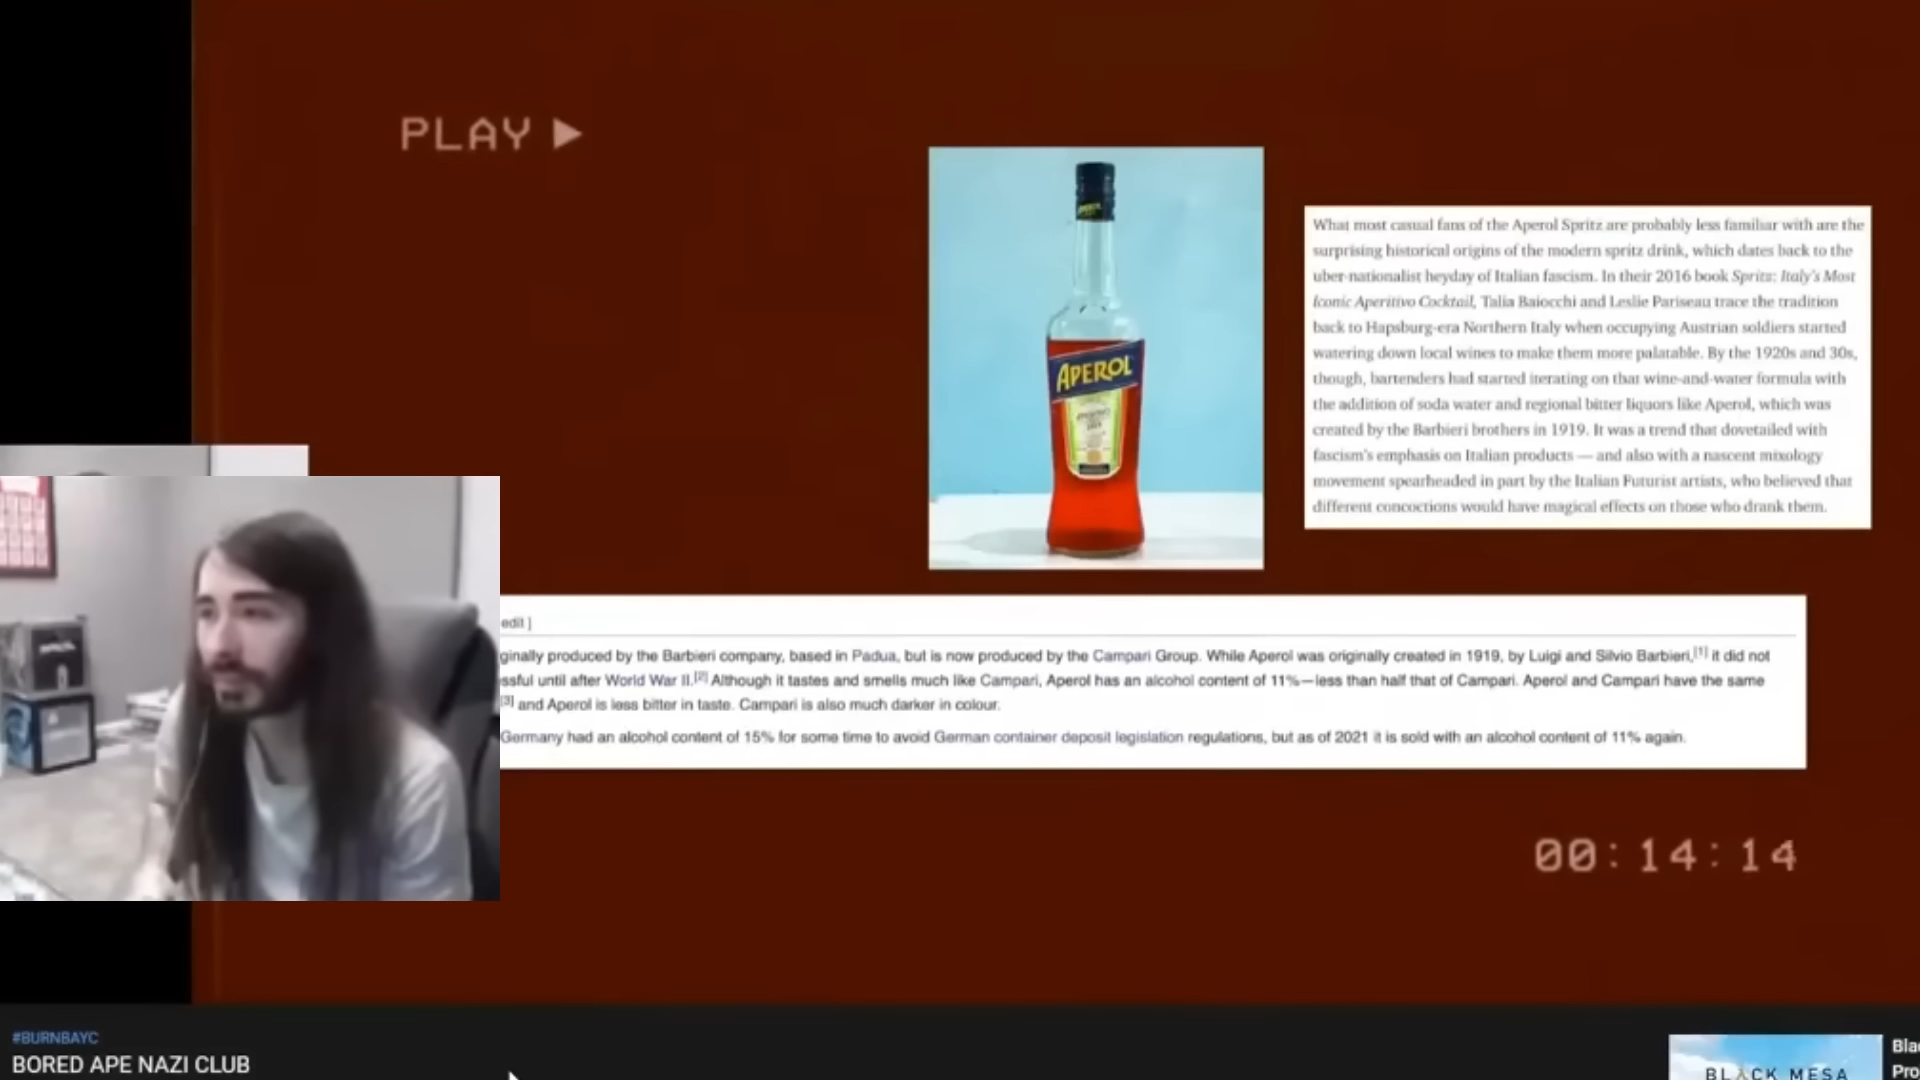 PLAY
APEROL
What most casual fans of the Aperol Spritz are probably less familiar with are the
surprising historical origins of the modern spritz drink, which dates back to the
uber-nationalist heyday of Italian fascism. In their 2016 book Spritz: Italy's Most
Iconic Aperitivo Cocktail, Talia Baiocchi and Leslie Pariseau trace the tradition
back to Hapsburg-era Northern Italy when occupying Austrian soldiers started
watering down local wines to make them more palatable. By the 1920s and 30s,
though, bartenders had started iterating on that wine-and-water formula with
the addition of soda water and regional bitter liquors like Aperol, which was
created by the Barbieri brothers in 1919. It was a trend that dovetailed with
fascism's emphasis on Italian products — and also with a nascent mixology
movement spearheaded in part by the Italian Futurist artists, who believed that
different concoctions would have magical effects on those who drank them.
edit ]
ginally produced by the Barbieri company, based in Padua, but is now produced by the Campari Group. While Aperol was originally created in 1919, by Luigi and Silvio Barbieri,[1] it did not
ssful until after World War II.[2] Although it tastes and smells much like Campari, Aperol has an alcohol content of 11%—less than half that of Campari. Aperol and Campari have the same
[3] and Aperol is less bitter in taste. Campari is also much darker in colour.
Germany had an alcohol content of 15% for some time to avoid German container deposit legislation regulations, but as of 2021 it is sold with an alcohol content of 11% again.
00:14:14
#BURNBAYC
BORED APE NAZI CLUB
BLACK MESA
Blac
Pro